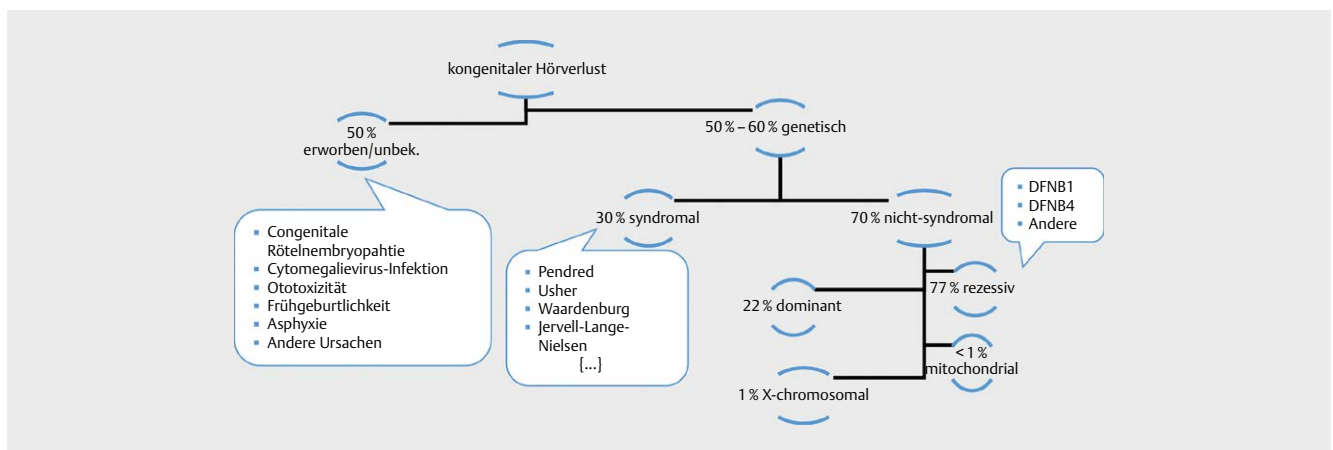 kongenitaler Hörverlust
50 %
erworben/unbek.
50 % – 60 % genetisch
Congenitale
Rötelnembryopahtie
Cytomegalievirus-Infektion
Ototoxizität
Frühgeburtlichkeit
Asphyxie
Andere Ursachen
30 % syndromal
70 % nicht-syndromal
Pendred
Usher
Waardenburg
Jervell-Lange-
Nielsen
[...]
DFNB1
DFNB4
Andere
22 % dominant
77 % rezessiv
1 % X-chromosomal
< 1 %
mitochondrial